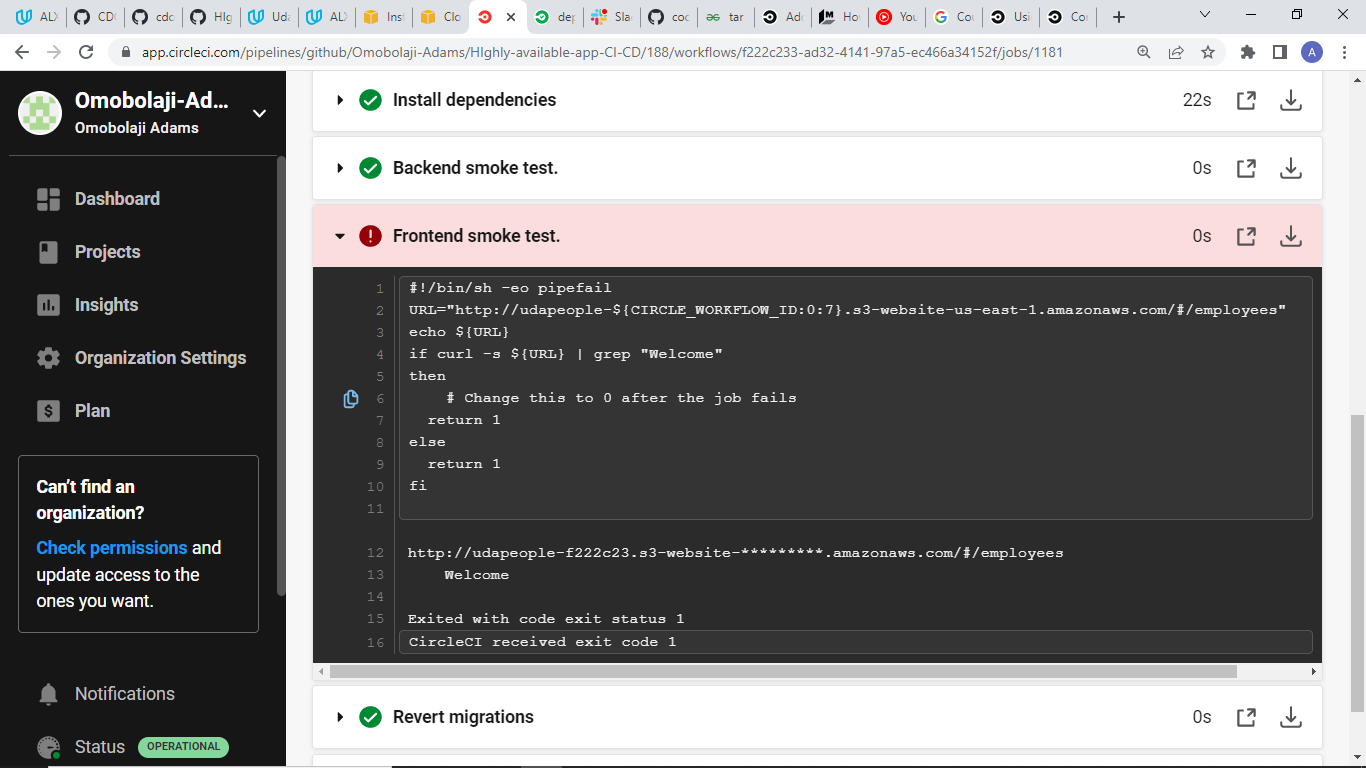 AL
CD
cdc
HIg
Uda
AL
Inst
Clo
dep
Sla
coc
tar
Ad
Hov
You
Cou
Usi
Cor
app.circleci.com/pipelines/github/Omobolaji-Adams/HIghly-available-app-CI-CD/188/workflows/f222c233-ad32-4141-97a5-ec466a34152f/jobs/1181
A
Omobolaji-Ad...
Omobolaji Adams
Dashboard
Projects
Insights
Organization Settings
Plan
Can't find an
organization?
Check permissions and
update access to the
ones you want.
Notifications
Status OPERATIONAL
Install dependencies 22s
Backend smoke test. 0s
Frontend smoke test. 0s
1 #!/bin/sh -eo pipefail
2 URL="http://udapeople-${CIRCLE_WORKFLOW_ID:0:7}.s3-website-us-east-1.amazonaws.com/#/employees"
3 echo ${URL}
4 if curl -s ${URL} | grep "Welcome"
5 then
6 # Change this to 0 after the job fails
7 return 1
8 else
9 return 1
10 fi
11
12 http://udapeople-f222c23.s3-website-*********.amazonaws.com/#/employees
13 Welcome
14
15 Exited with code exit status 1
16 CircleCI received exit code 1
Revert migrations 0s